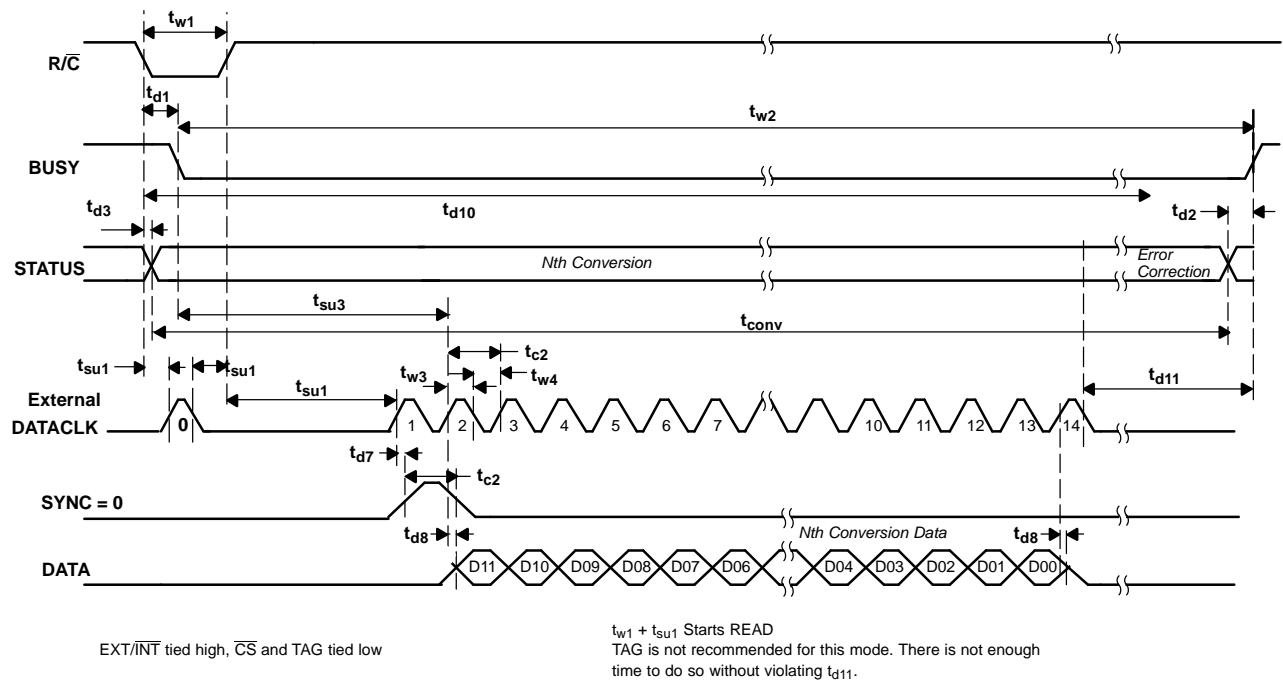 tw1
R/C̅
td1
tw2
BUSY
td3
td10
td2
STATUS
Nth Conversion
Error
Correction
tsu3
tconv
tc2
tsu1
tsu1
tw3
tw4
tsu1
td11
External
DATACLK
0 1 2 3 4 5 6 7 10 11 12 13 14
td7
tc2
SYNC = 0
td8
Nth Conversion Data
td8
DATA
D11 D10 D09 D08 D07 D06 D04 D03 D02 D01 D00
EXT/I̅N̅T̅ tied high, C̅S̅ and TAG tied low
tw1 + tsu1 Starts READ
TAG is not recommended for this mode. There is not enough
time to do so without violating td11.